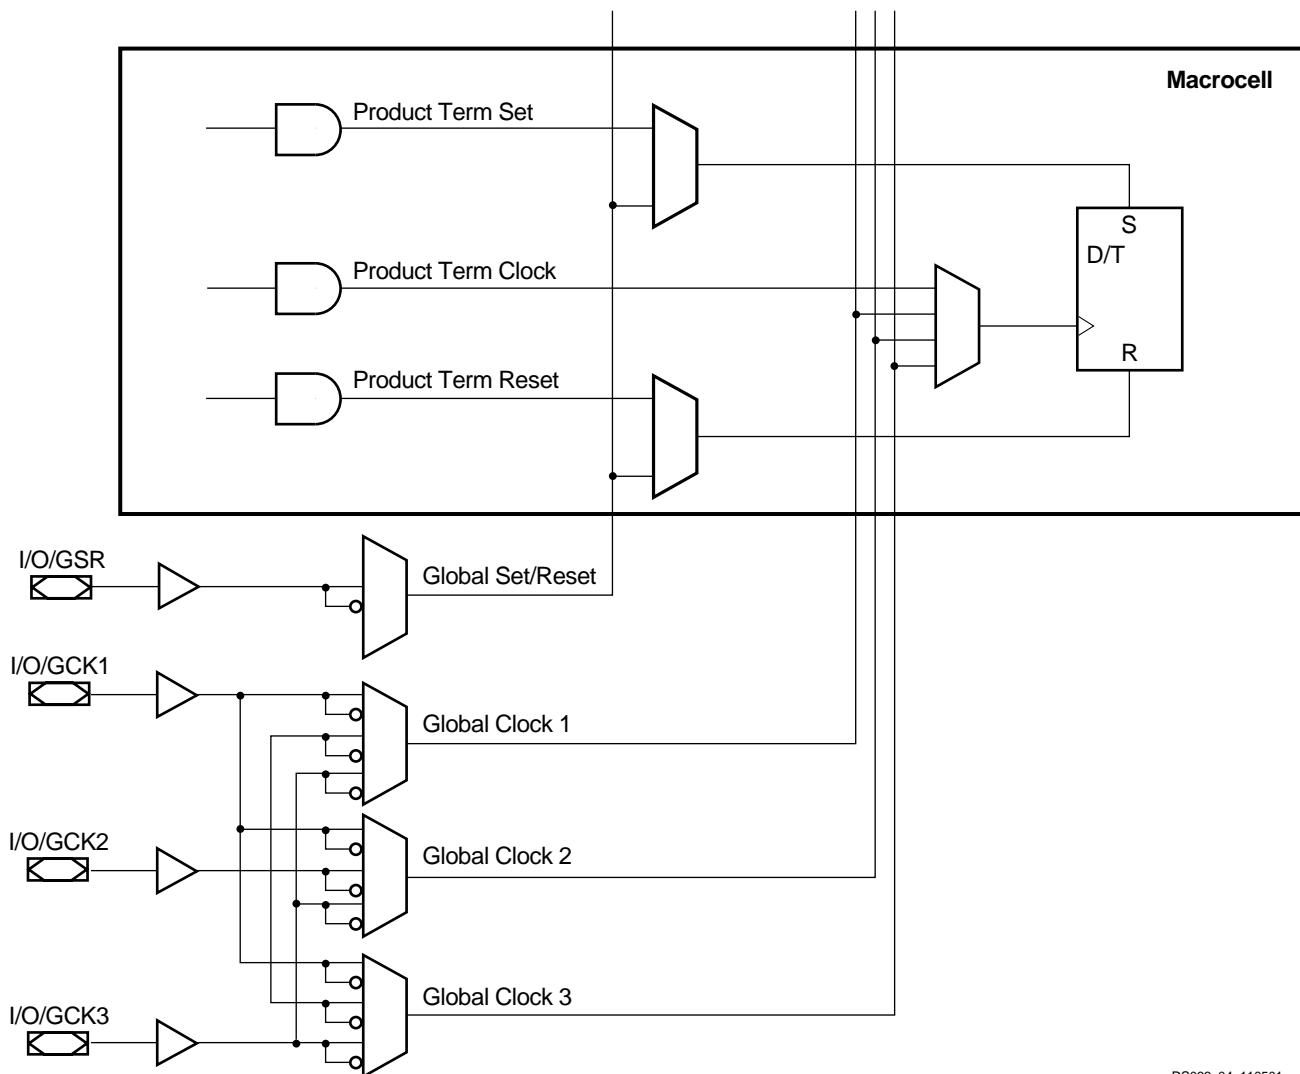 Macrocell
Product Term Set
S
D/T
Product Term Clock
R
Product Term Reset
I/O/GSR
Global Set/Reset
I/O/GCK1
Global Clock 1
I/O/GCK2
Global Clock 2
I/O/GCK3
Global Clock 3